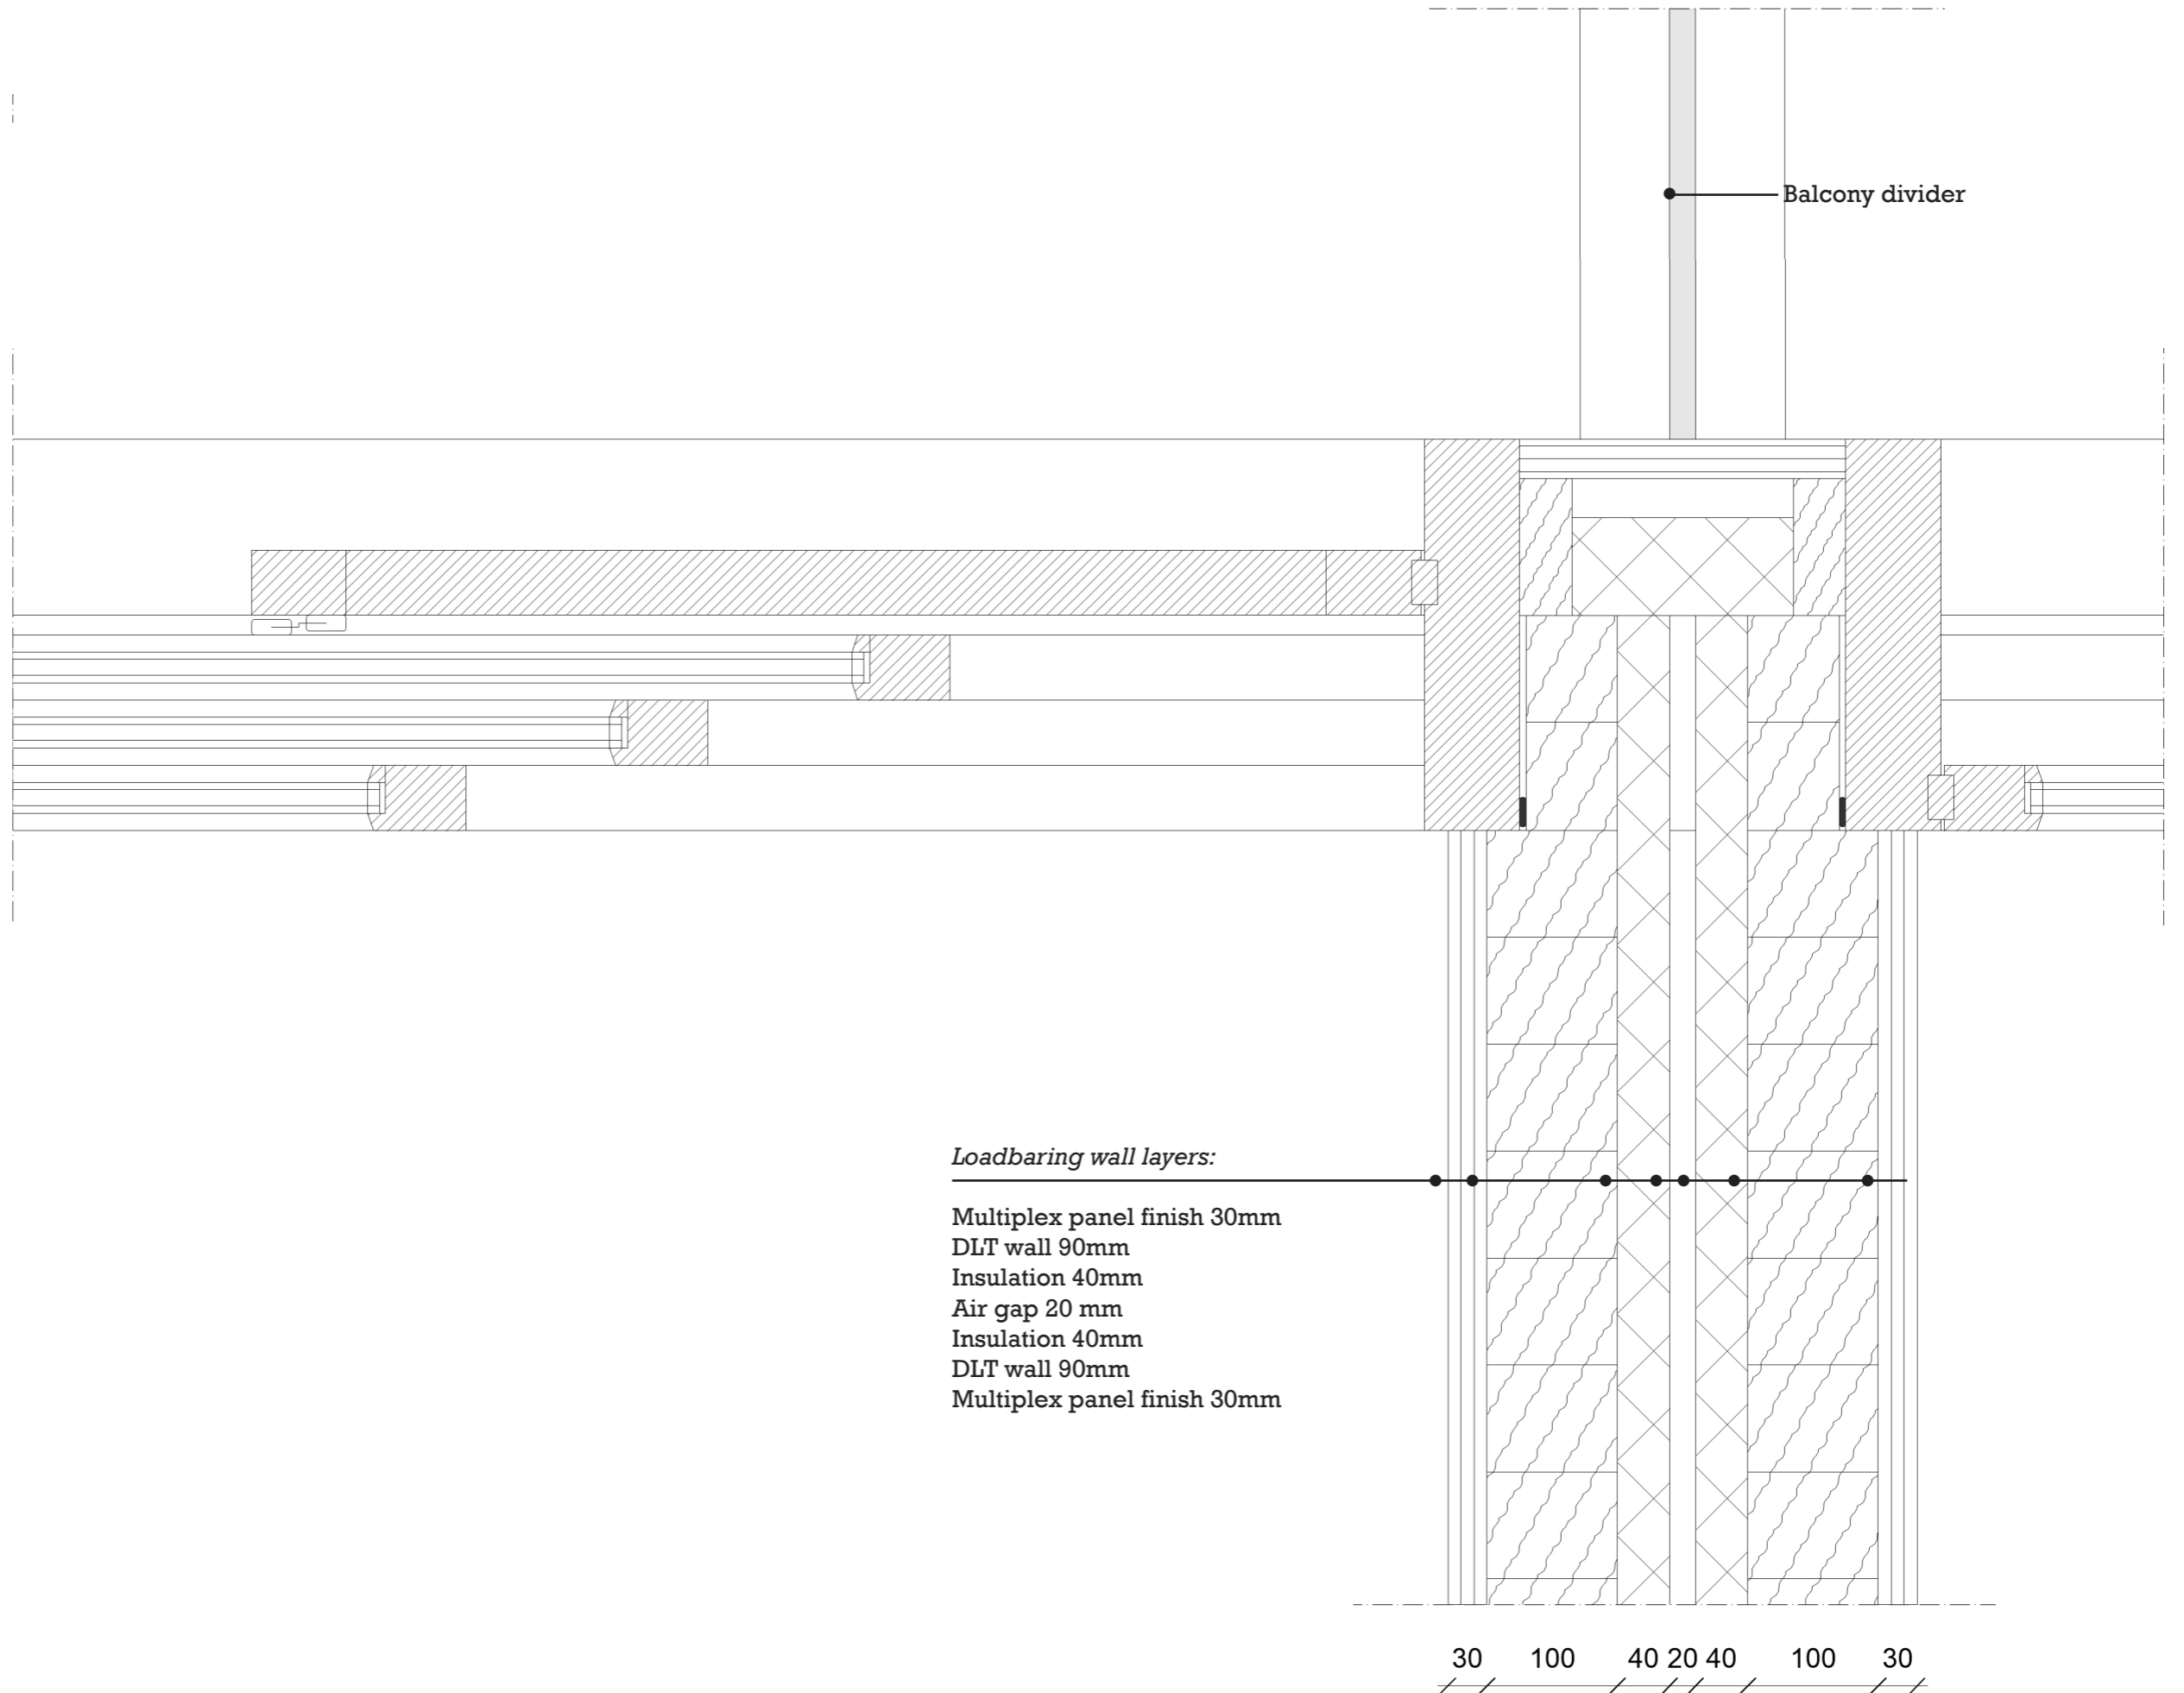 Balcony divider
Loadbaring wall layers:
Multiplex panel finish 30mm
DLT wall 90mm
Insulation 40mm
Air gap 20 mm
Insulation 40mm
DLT wall 90mm
Multiplex panel finish 30mm
30 100 40 20 40 100 30